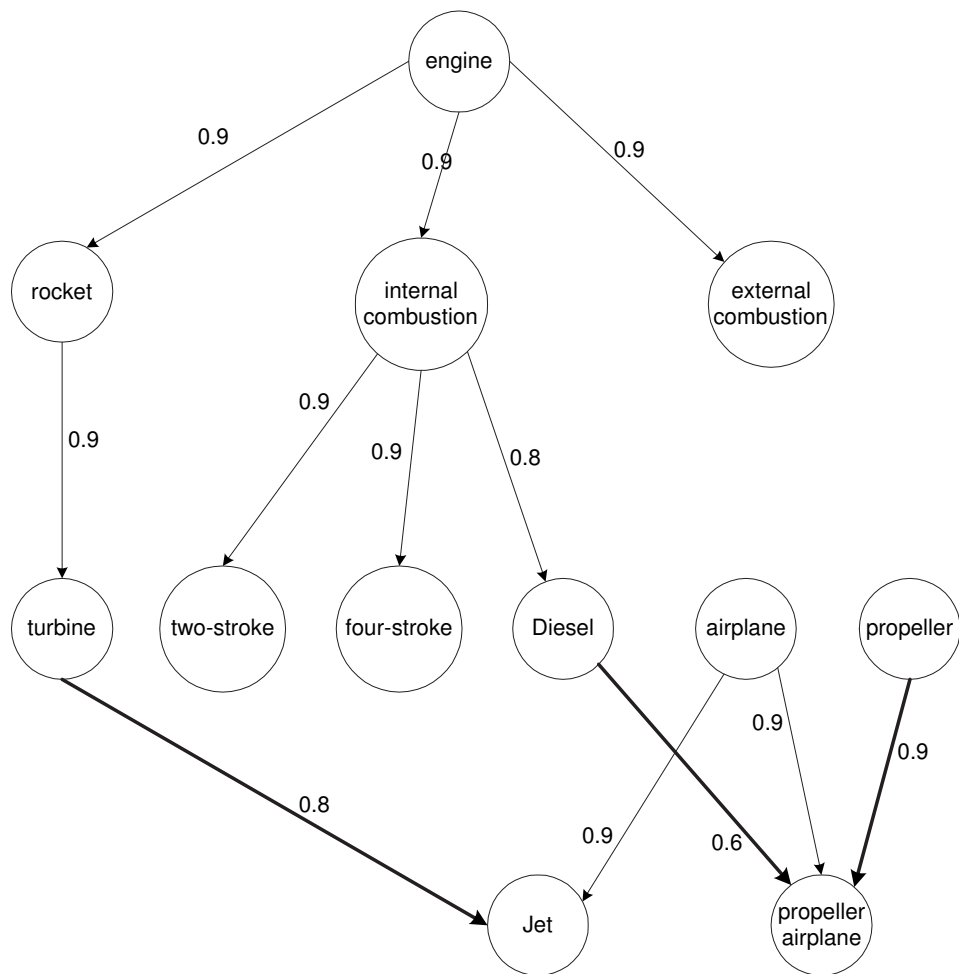 engine
0.9
0.9
0.9
rocket
internal
combustion
external
combustion
0.9
0.9
0.9
0.8
turbine
two-stroke
four-stroke
Diesel
airplane
propeller
0.8
0.9
0.6
0.9
0.9
Jet
propeller
airplane